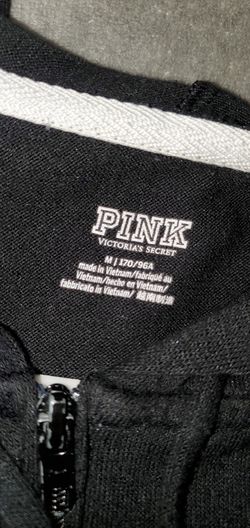 PINK
VICTORIA'S SECRET
M | 170/96A
made in Vietnam/fabriqué au
Vietnam/hecho en Vietnam/
fabbricato in Vietnam/ 越南制造